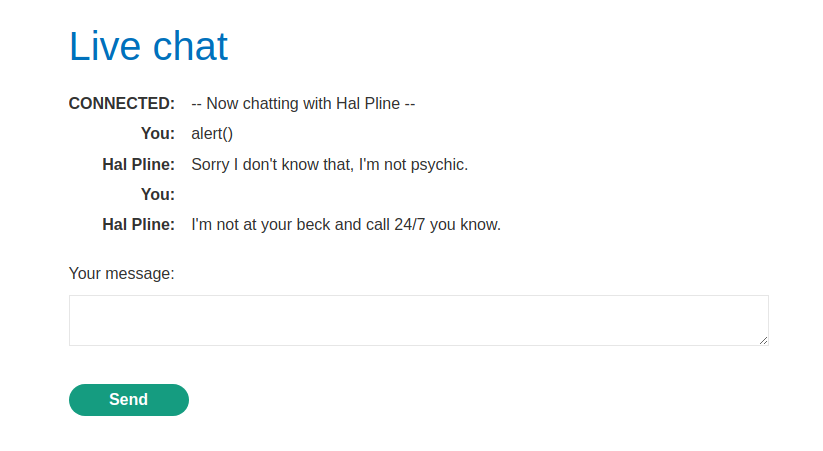 Live chat
CONNECTED: -- Now chatting with Hal Pline --
You: alert()
Hal Pline: Sorry I don't know that, I'm not psychic.
You:
Hal Pline: I'm not at your beck and call 24/7 you know.
Your message:
Send